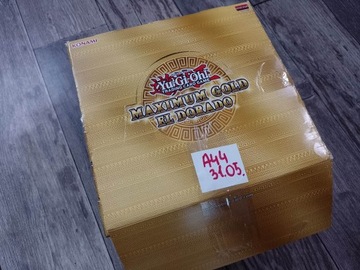 KONAMI
Yu-Gi-Oh!
MAXIMUM GOLD
EL DORADO
A44
31.05.